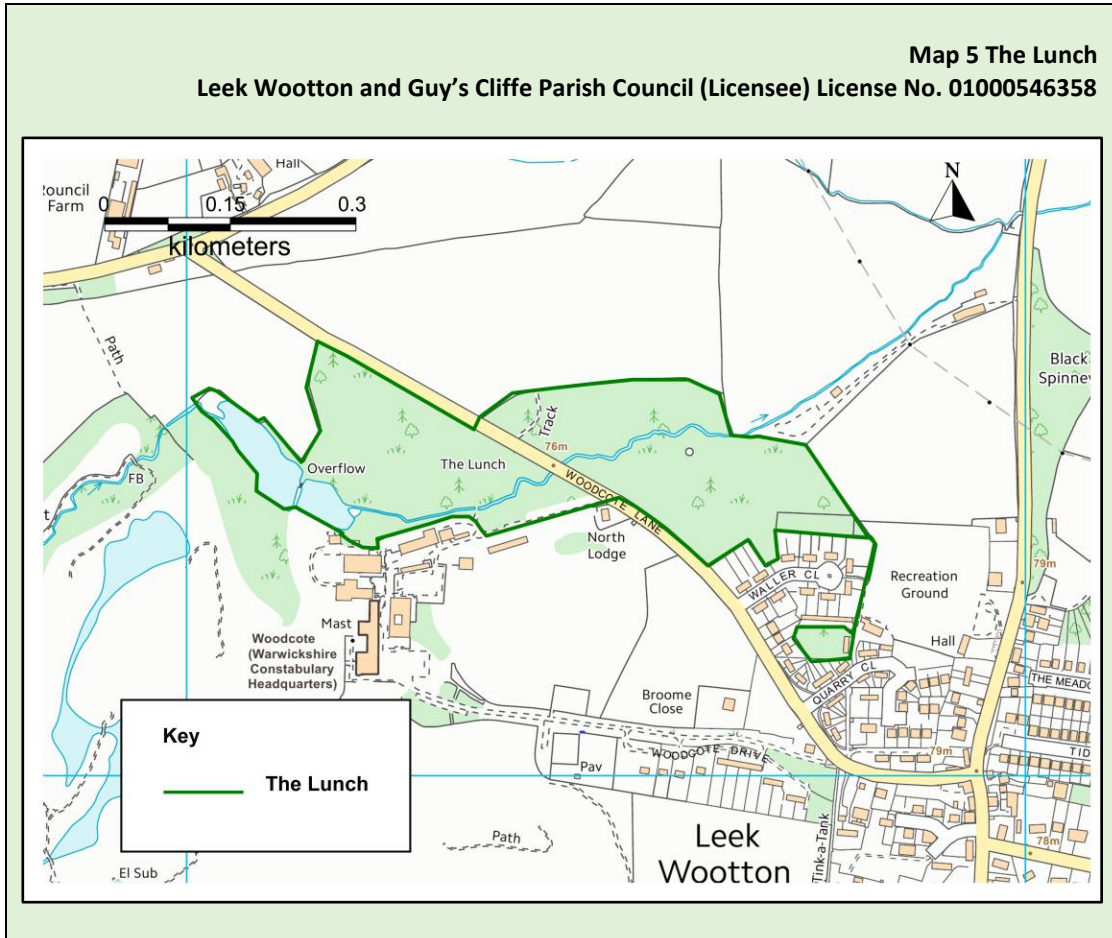 Map 5 The Lunch
Leek Wootton and Guy's Cliffe Parish Council (Licensee) License No. 01000546358
Hall
Rouncil
Farm
0 0.15 0.3
kilometers
N
Path
Black
Spinney
Track
FB
Overflow
The Lunch
76m
WOODCOTE LANE
North
Lodge
WALLER CL
Recreation
Ground
79m
Mast
Woodcote
(Warwickshire
Constabulary
Headquarters)
Hall
QUARRY CL
THE MEADO
Broome
Close
WOODCOTE DRIVE
79m
TID
Pav
Key
The Lunch
Path
Leek
Wootton
Tink-a-Tank
78m
El Sub